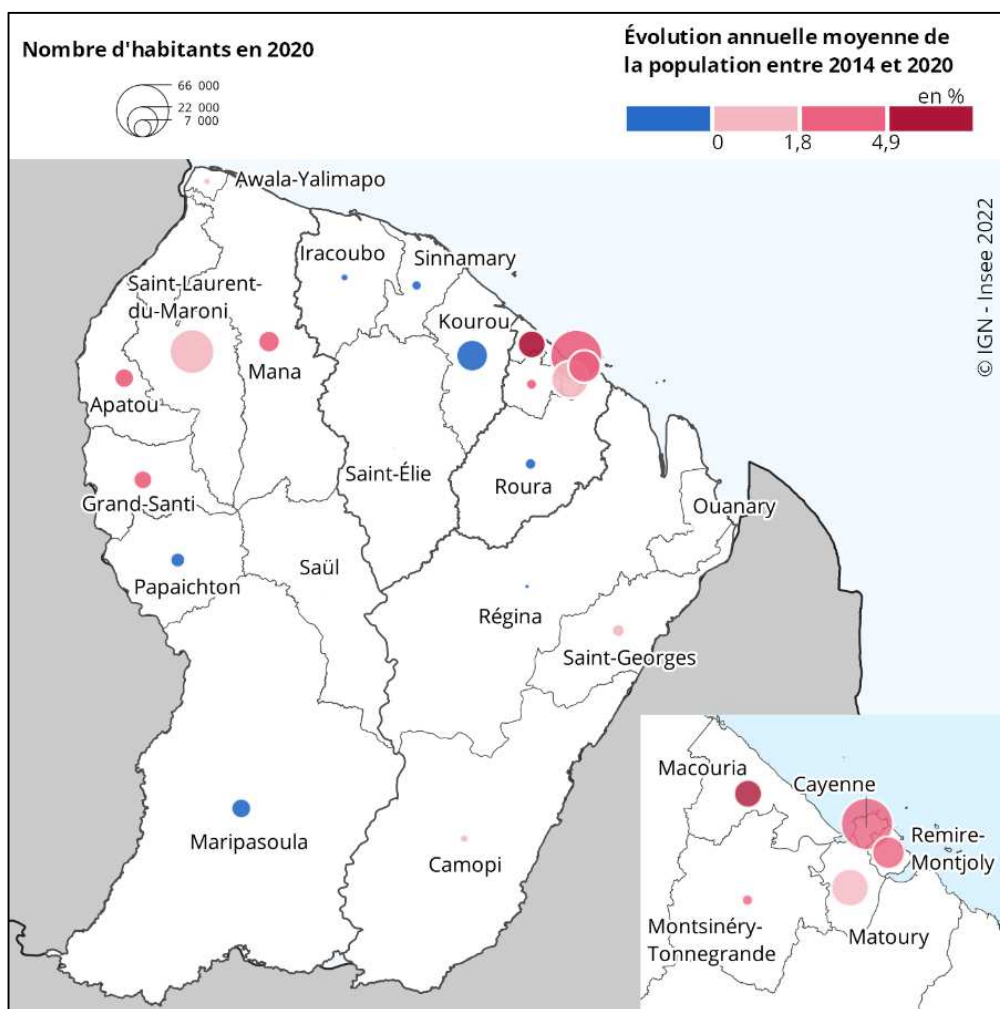 Nombre d'habitants en 2020
66 000
22 000
7 000
Évolution annuelle moyenne de
la population entre 2014 et 2020
en %
0
1,8
4,9
© IGN - Insee 2022
Awala-Yalimapo
Iracoubo
Sinnamary
Saint-Laurent-
du-Maroni
Kourou
Mana
Apatou
Saint-Élie
Roura
Grand-Santi
Ouanary
Papaichton
Saül
Régina
Saint-Georges
Maripasoula
Camopi
Macouria
Cayenne
Remire-
Montjoly
Montsinéry-
Tonnegrande
Matoury